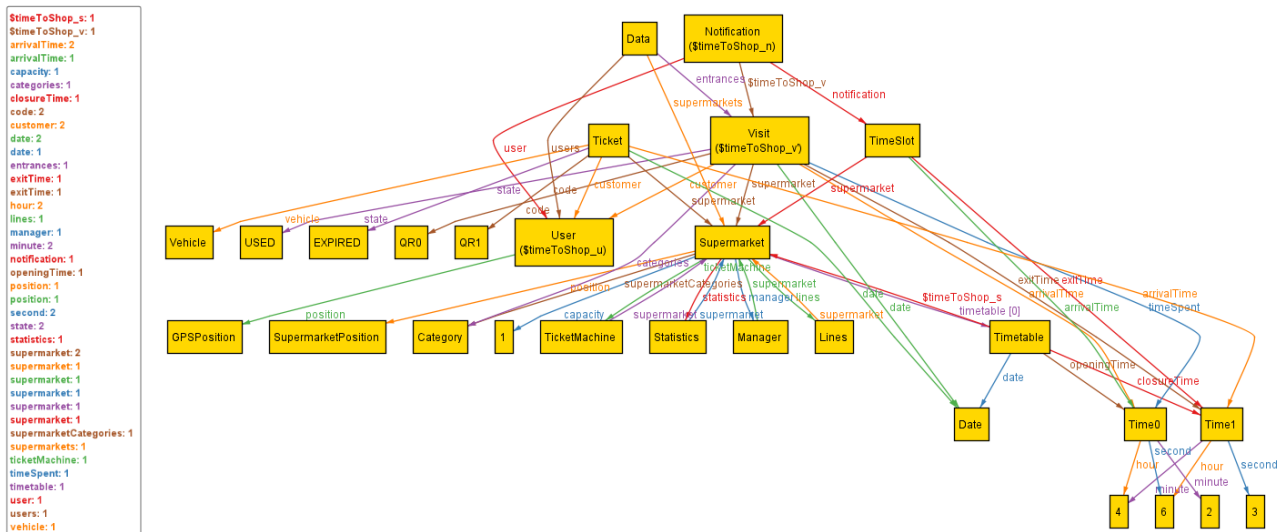 $timeToShop_s: 1
$timeToShop_v: 1
arrivalTime: 2
arrivalTime: 1
capacity: 1
categories: 1
closureTime: 1
code: 2
customer: 2
date: 2
date: 1
entrances: 1
exitTime: 1
exitTime: 1
hour: 2
lines: 1
manager: 1
minute: 2
notification: 1
openingTime: 1
position: 1
position: 1
second: 2
state: 2
statistics: 1
supermarket: 2
supermarket: 1
supermarket: 1
supermarket: 1
supermarket: 1
supermarket: 1
supermarketCategories: 1
supermarkets: 1
ticketMachine: 1
timeSpent: 1
timetable: 1
user: 1
users: 1
vehicle: 1
Data
Notification
($timeToShop_n)
entrances
$timeToShop_v
notification
supermarkets
Ticket
Visit
($timeToShop_v')
TimeSlot
user
users
customer
customer
supermarket
supermarket
supermarket
state
code
vehicle
state
code
Vehicle
USED
EXPIRED
QR0
QR1
User
($timeToShop_u)
Supermarket
categories
ticketMachine
exitTime
exitTime
position
supermarketCategories
supermarket
date
arrivalTime
arrivalTime
statistics
manager
lines
$timeToShop_s
arrivalTime
timeSpent
position
capacity
supermarket
supermarket
supermarket
date
timetable [0]
GPSPosition
SupermarketPosition
Category
1
TicketMachine
Statistics
Manager
Lines
Timetable
openingTime
date
closureTime
Date
Time0
Time1
hour
second
hour
second
minute
minute
4
6
2
3